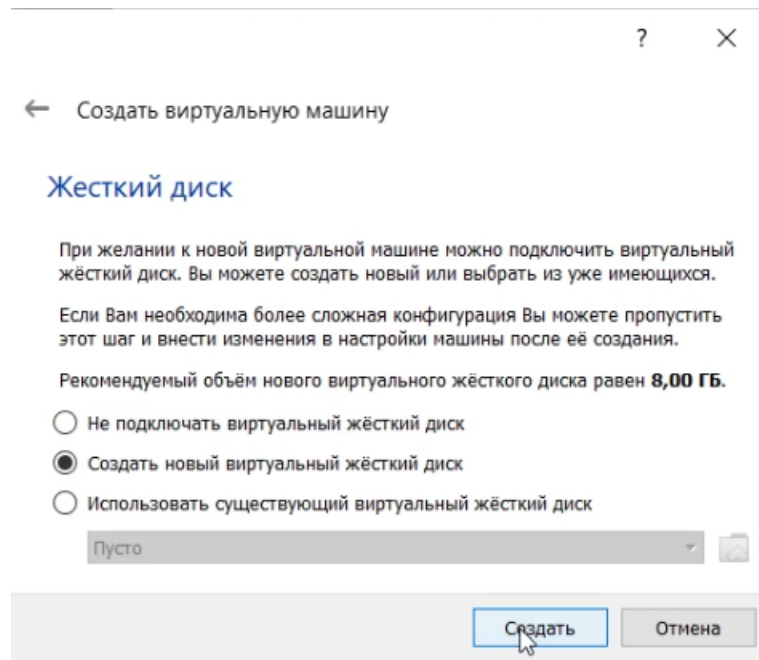 ?
← Создать виртуальную машину
Жесткий диск
При желании к новой виртуальной машине можно подключить виртуальный
жёсткий диск. Вы можете создать новый или выбрать из уже имеющихся.
Если Вам необходима более сложная конфигурация Вы можете пропустить
этот шаг и внести изменения в настройки машины после её создания.
Рекомендуемый объём нового виртуального жёсткого диска равен 8,00 ГБ.
Не подключать виртуальный жёсткий диск
Создать новый виртуальный жёсткий диск
Использовать существующий виртуальный жёсткий диск
Пусто
Создать Отмена